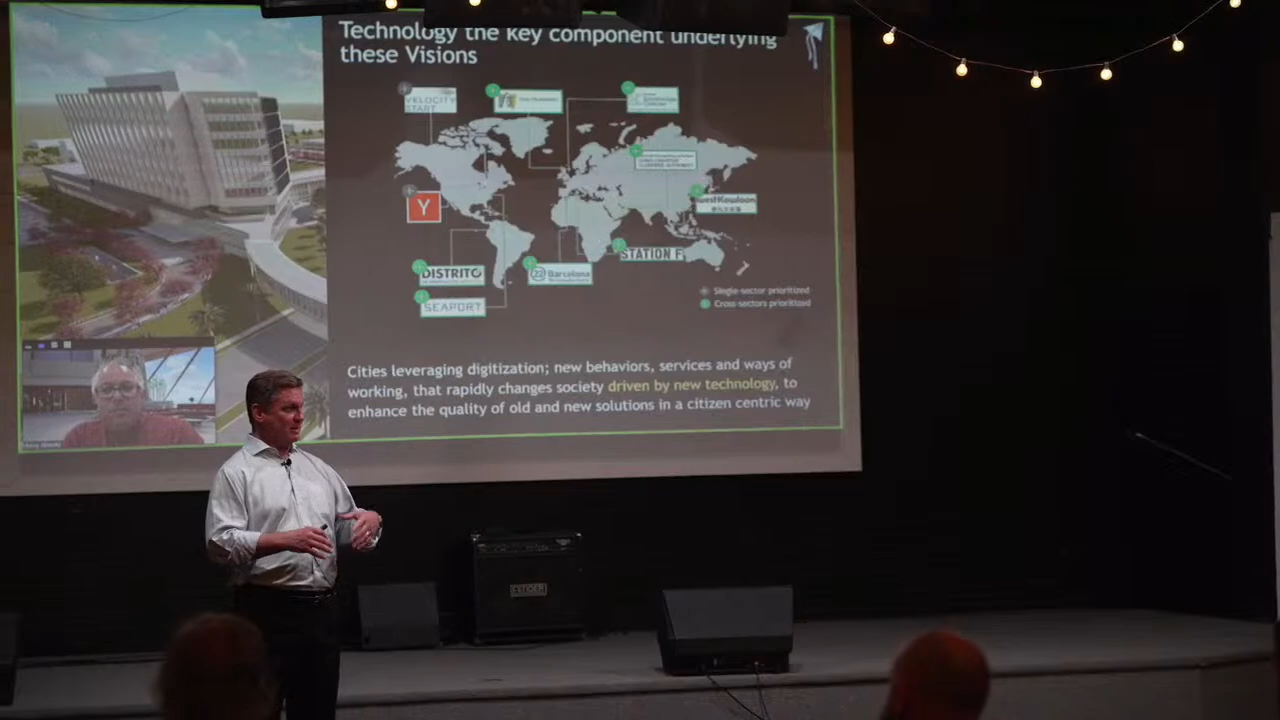 Technology the key component underlying
these Visions
VELOCITY
START
Y
westKowloon
STATION F
DISTRITO
22
Barcelona
SEAPORT
Single-sector prioritized
Cross-sectors prioritized
Cities leveraging digitization; new behaviors, services and ways of
working, that rapidly changes society driven by new technology, to
enhance the quality of old and new solutions in a citizen centric way